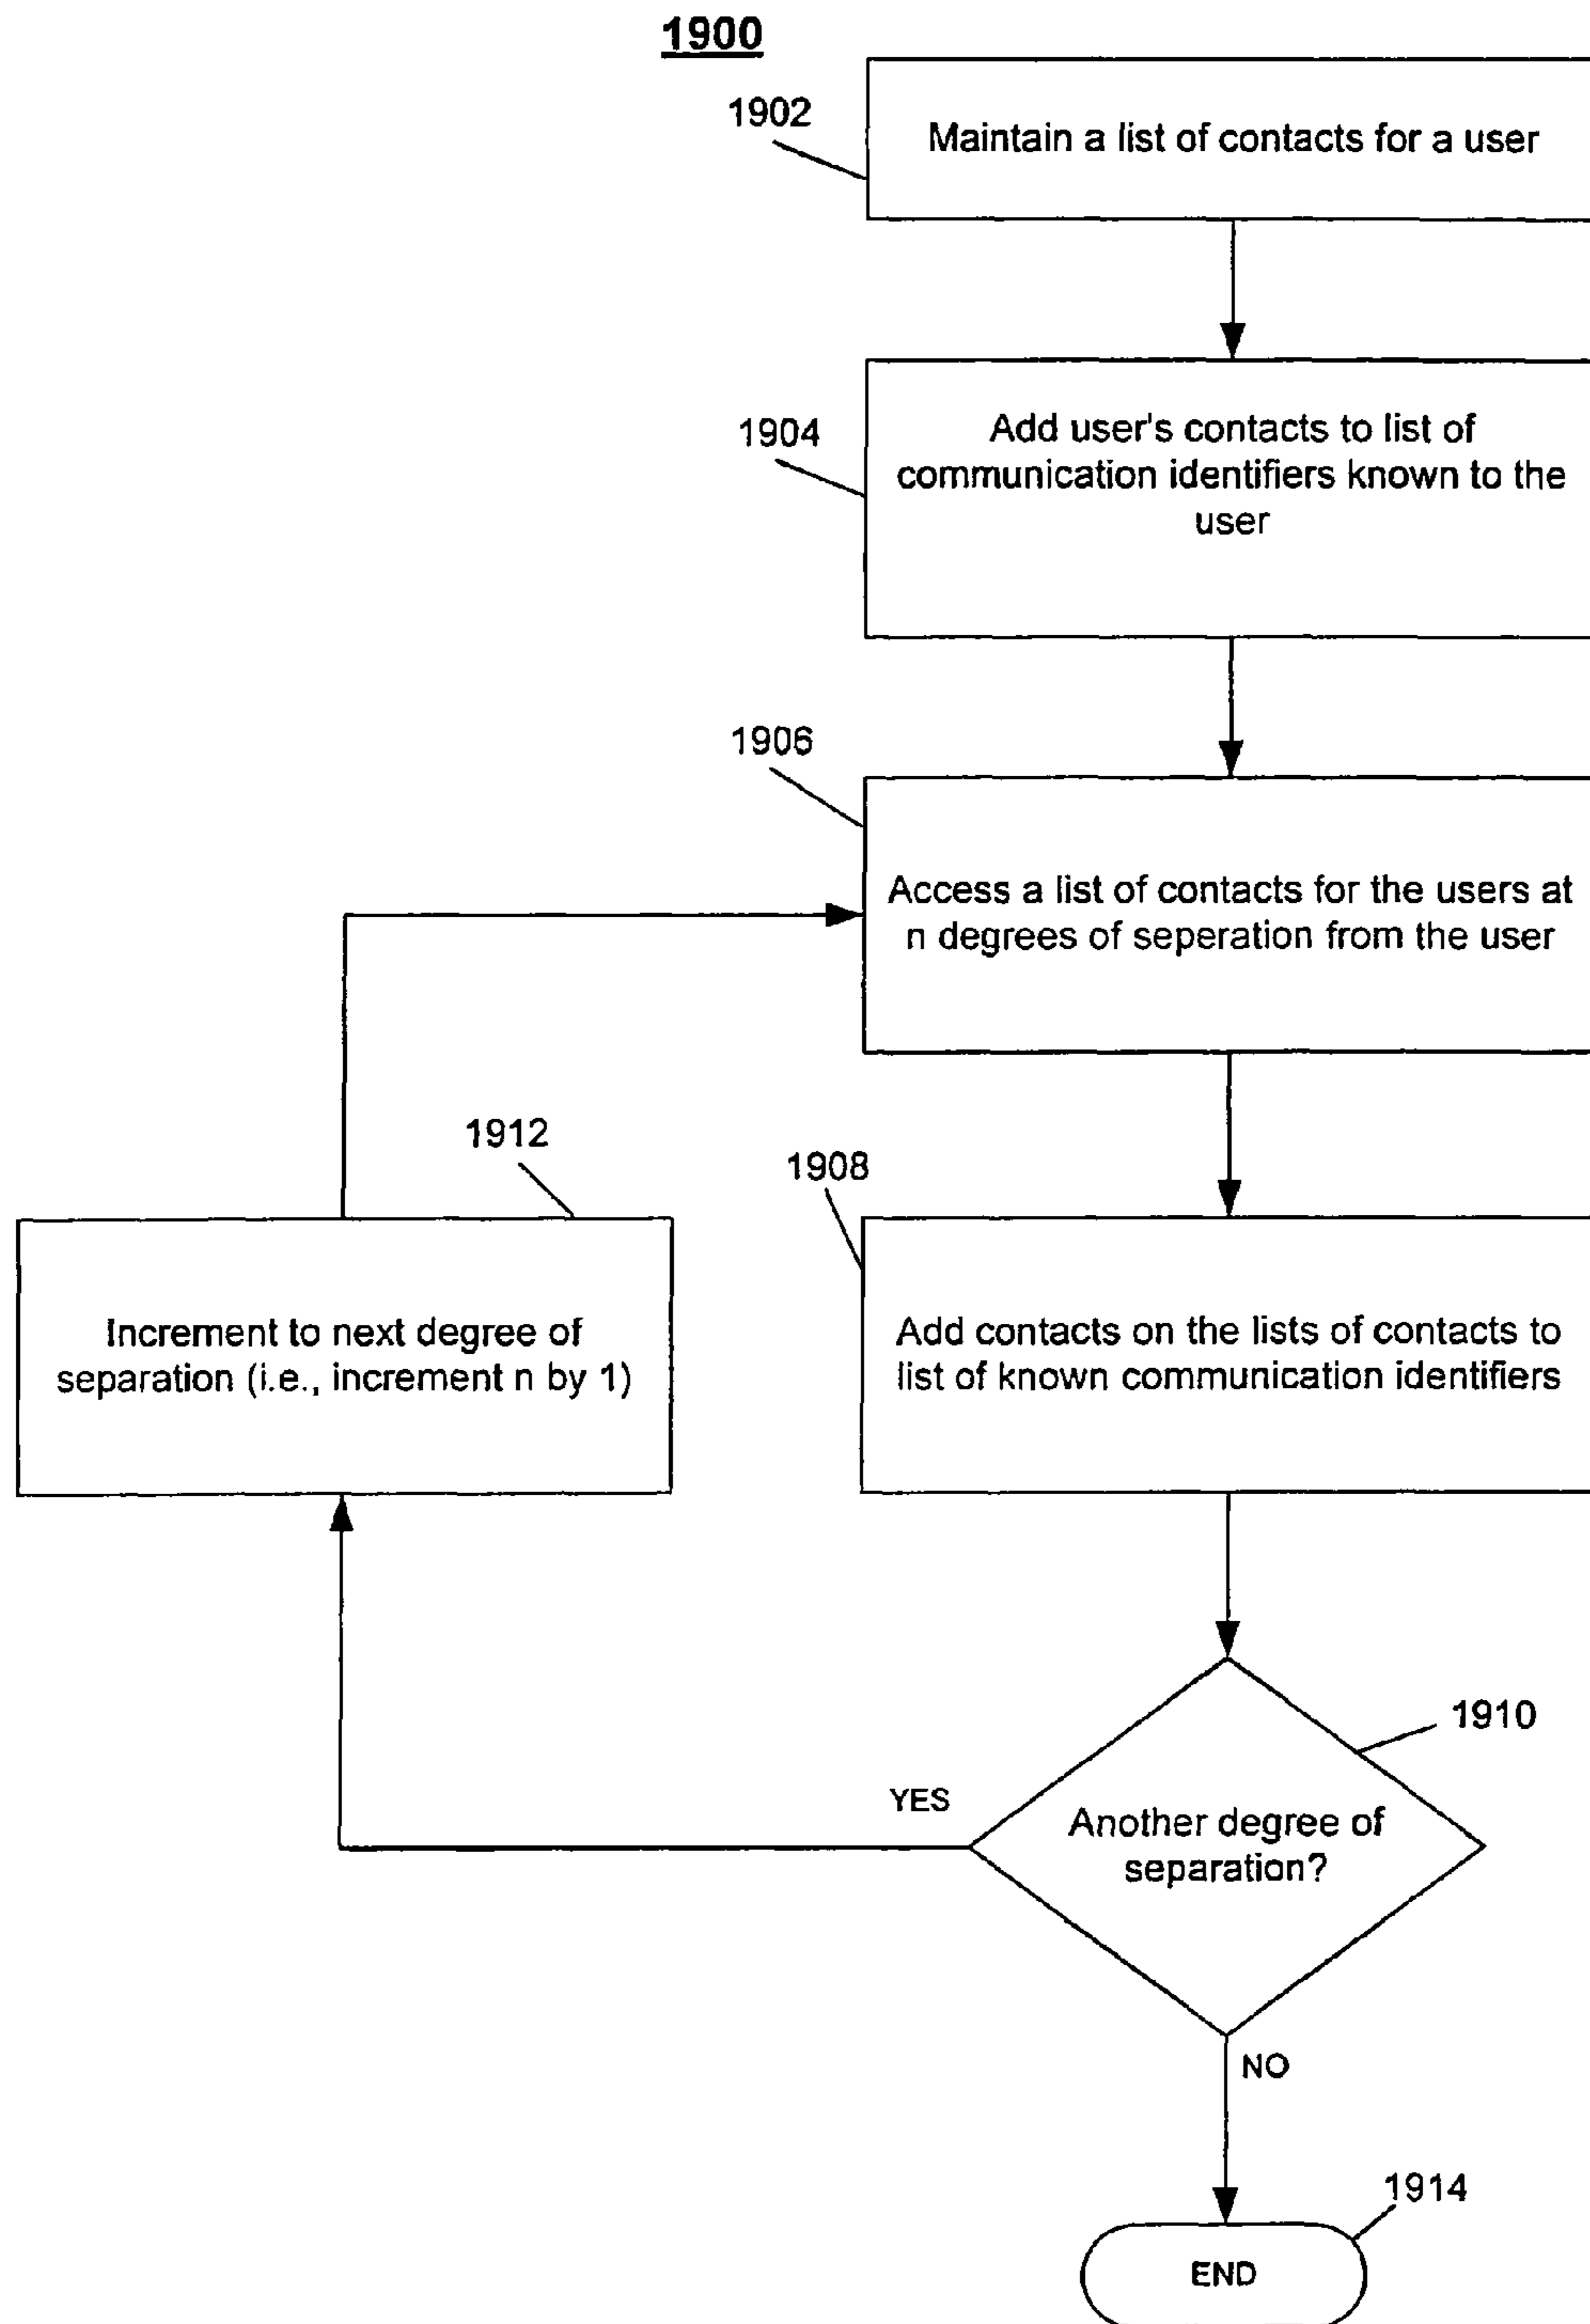 1900
1902
Maintain a list of contacts for a user
1904
Add user's contacts to list of
communication identifiers known to the
user
1906
Access a list of contacts for the users at
n degrees of seperation from the user
1912
1908
Increment to next degree of
separation (i.e., increment n by 1)
Add contacts on the lists of contacts to
list of known communication identifiers
1910
YES
Another degree of
separation?
NO
1914
END